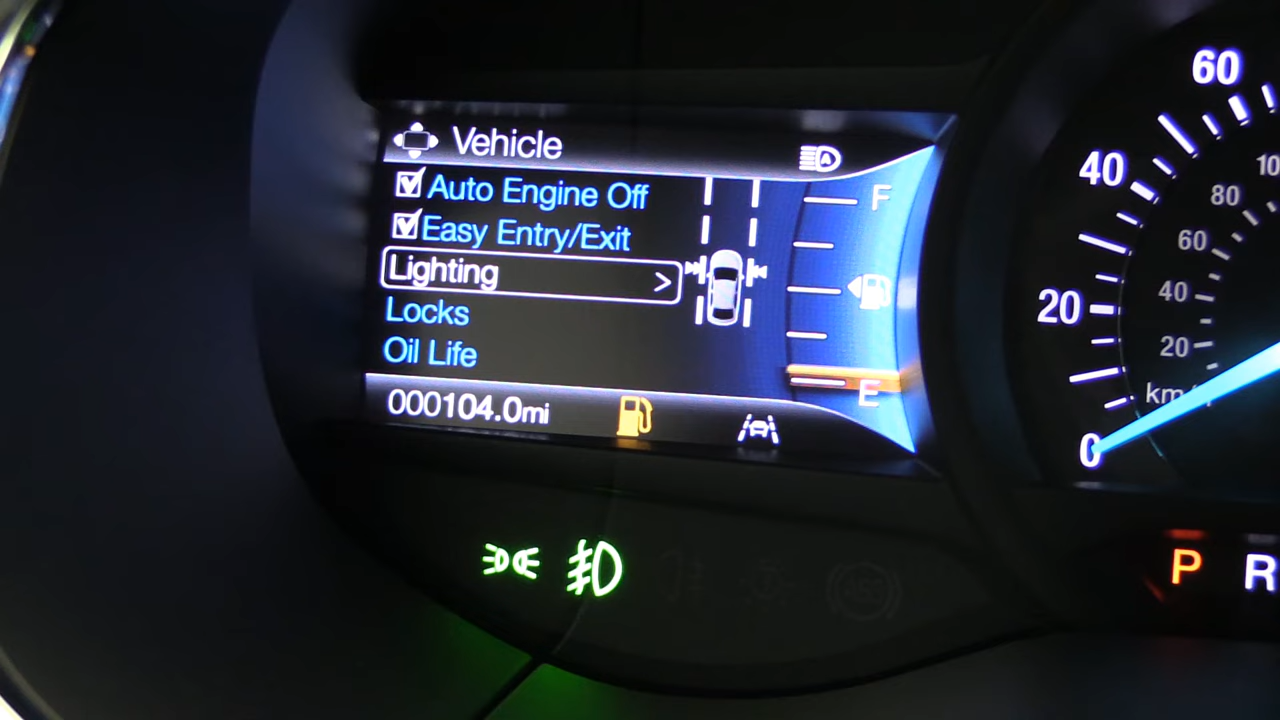 Vehicle
Auto Engine Off
Easy Entry/Exit
Lighting >
Locks
Oil Life
000104.0mi
F
E
A
60
40
20
0
10
80
60
40
20
km/
P R